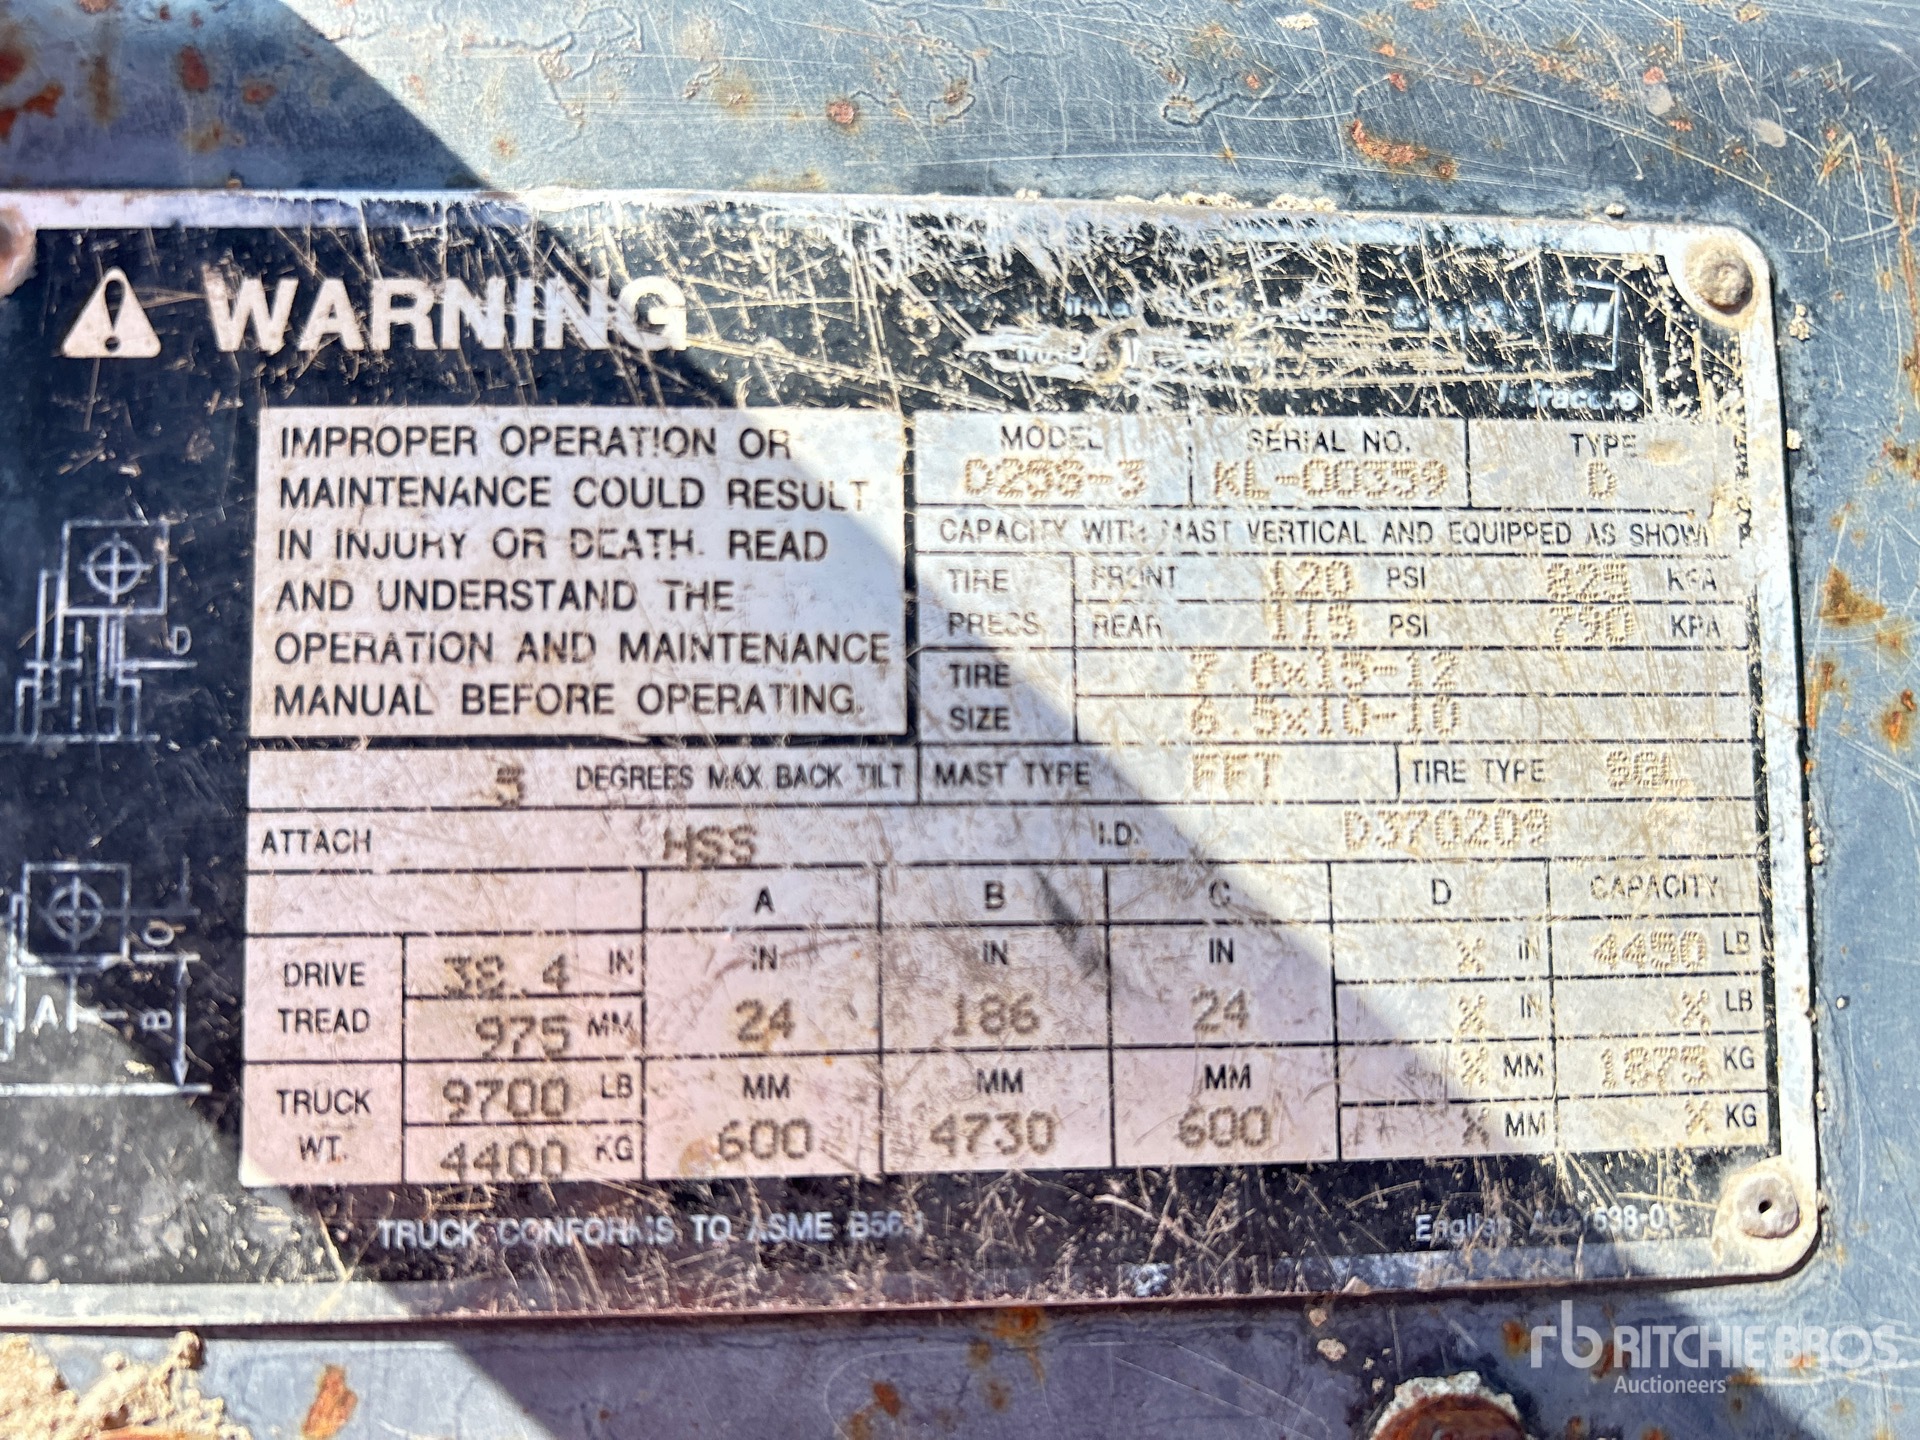 WARNING
IMPROPER OPERATION OR
MAINTENANCE COULD RESULT
IN INJURY OR DEATH. READ
AND UNDERSTAND THE
OPERATION AND MAINTENANCE
MANUAL BEFORE OPERATING.
MODEL SERIAL NO. TYPE
D25S-3 KL-00359 D
CAPACITY WITH MAST VERTICAL AND EQUIPPED AS SHOWN
TIRE PRESS FRONT 120 PSI 825 KPA
REAR 115 PSI 790 KPA
TIRE SIZE 7.0x15-12
6.5x10-10
DEGREES MAX BACK TILT MAST TYPE FFT TIRE TYPE SGL
ATTACH HSS I.D. D370209
A B C D CAPACITY
DRIVE TREAD 38.4 IN IN IN IN X IN 4450 LB
975 MM 24 186 24 X IN X LB
TRUCK WT. 9700 LB MM MM MM X MM 1875 KG
4400 KG 600 4730 600 X MM X KG
D
C
A
B
TRUCK CONFORMS TO ASME B56.1
English
RITCHIE BROS.
Auctioneers